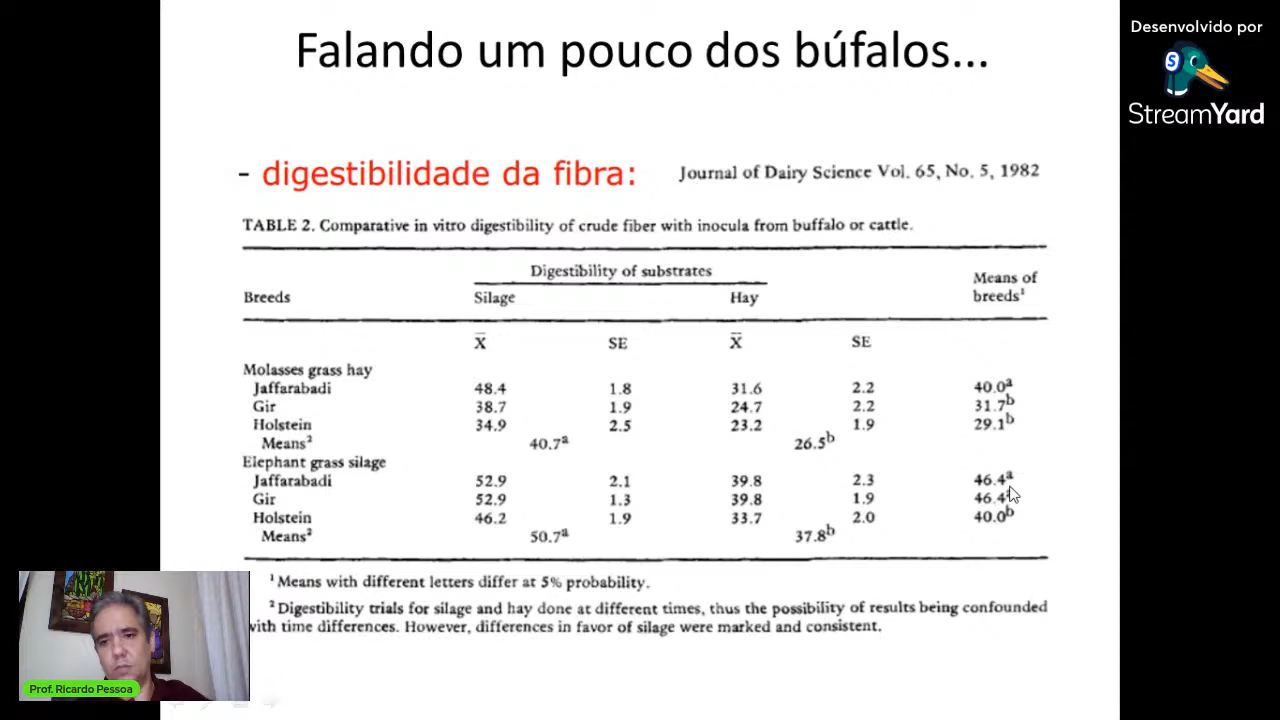 Falando um pouco dos búfalos...
Desenvolvido por
StreamYard
- digestibilidade da fibra: Journal of Dairy Science Vol. 65, No. 5, 1982
TABLE 2. Comparative in vitro digestibility of crude fiber with inocula from buffalo or cattle.
Digestibility of substrates
Breeds Silage Hay Means of breeds¹
X̅ SE X̅ SE
Molasses grass hay
Jaffarabadi 48.4 1.8 31.6 2.2 40.0ᵃ
Gir 38.7 1.9 24.7 2.2 31.7ᵇ
Holstein 34.9 2.5 23.2 1.9 29.1ᵇ
Means² 40.7ᵃ 26.5ᵇ
Elephant grass silage
Jaffarabadi 52.9 2.1 39.8 2.3 46.4ᵃ
Gir 52.9 1.3 39.8 1.9 46.4
Holstein 46.2 1.9 33.7 2.0 40.0ᵇ
Means² 50.7ᵃ 37.8ᵇ
¹Means with different letters differ at 5% probability.
²Digestibility trials for silage and hay done at different times, thus the possibility of results being confounded
with time differences. However, differences in favor of silage were marked and consistent.
Prof. Ricardo Pessoa